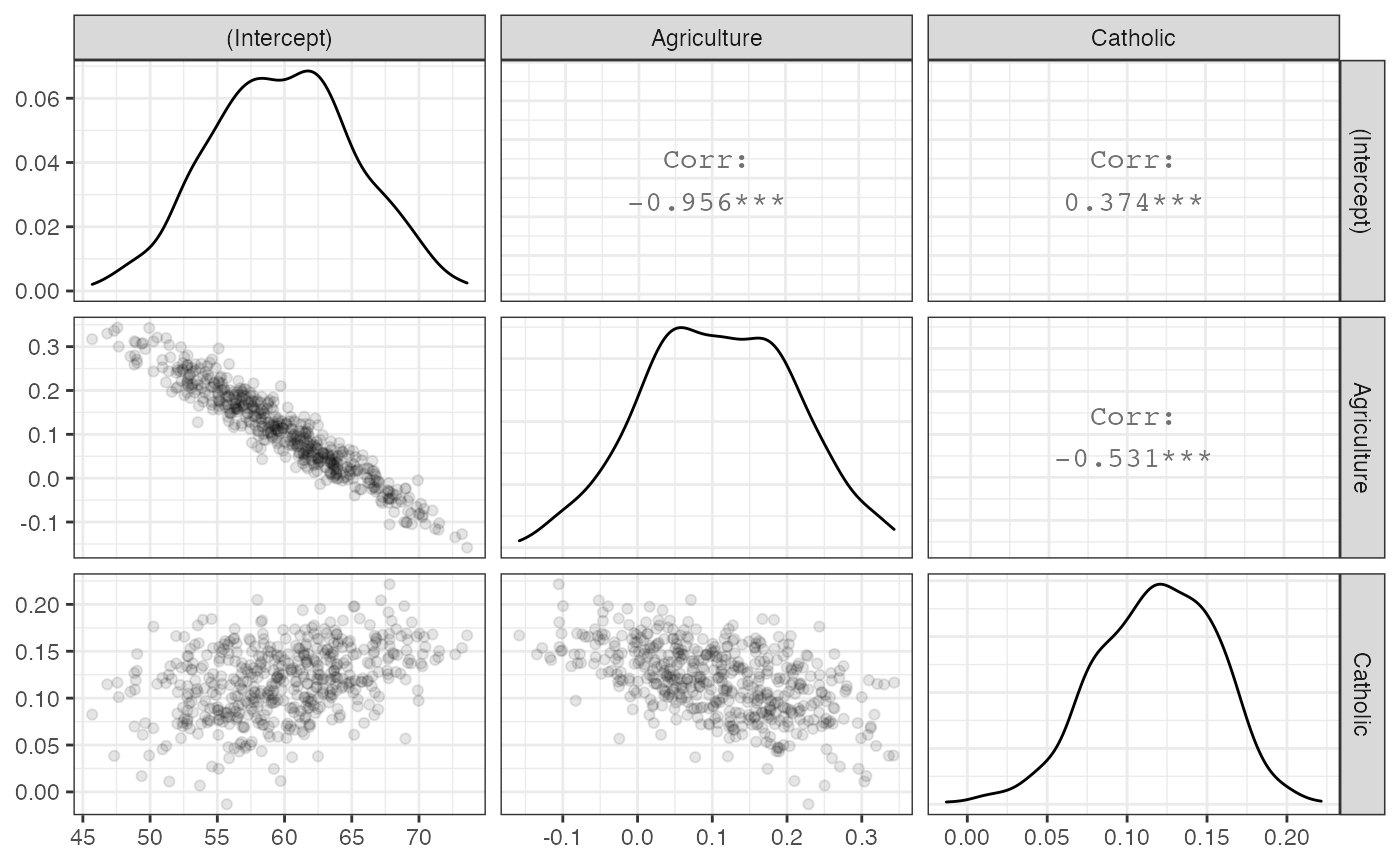 (Intercept) Agriculture Catholic
0.06
0.04
0.02
0.00
Corr:
−0.956***
Corr:
0.374***
(Intercept)
0.3
0.2
0.1
0.0
-0.1
Corr:
−0.531***
Agriculture
0.20
0.15
0.10
0.05
0.00
Catholic
45 50 55 60 65 70
-0.1 0.0 0.1 0.2 0.3
0.00 0.05 0.10 0.15 0.20